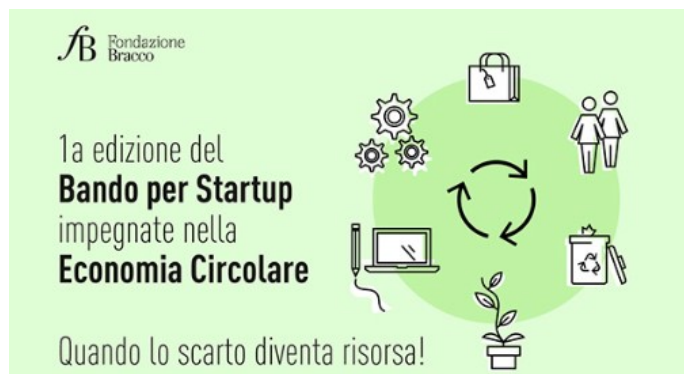 fB Fondazione
Bracco
1a edizione del
Bando per Startup
impegnate nella
Economia Circolare
Quando lo scarto diventa risorsa!